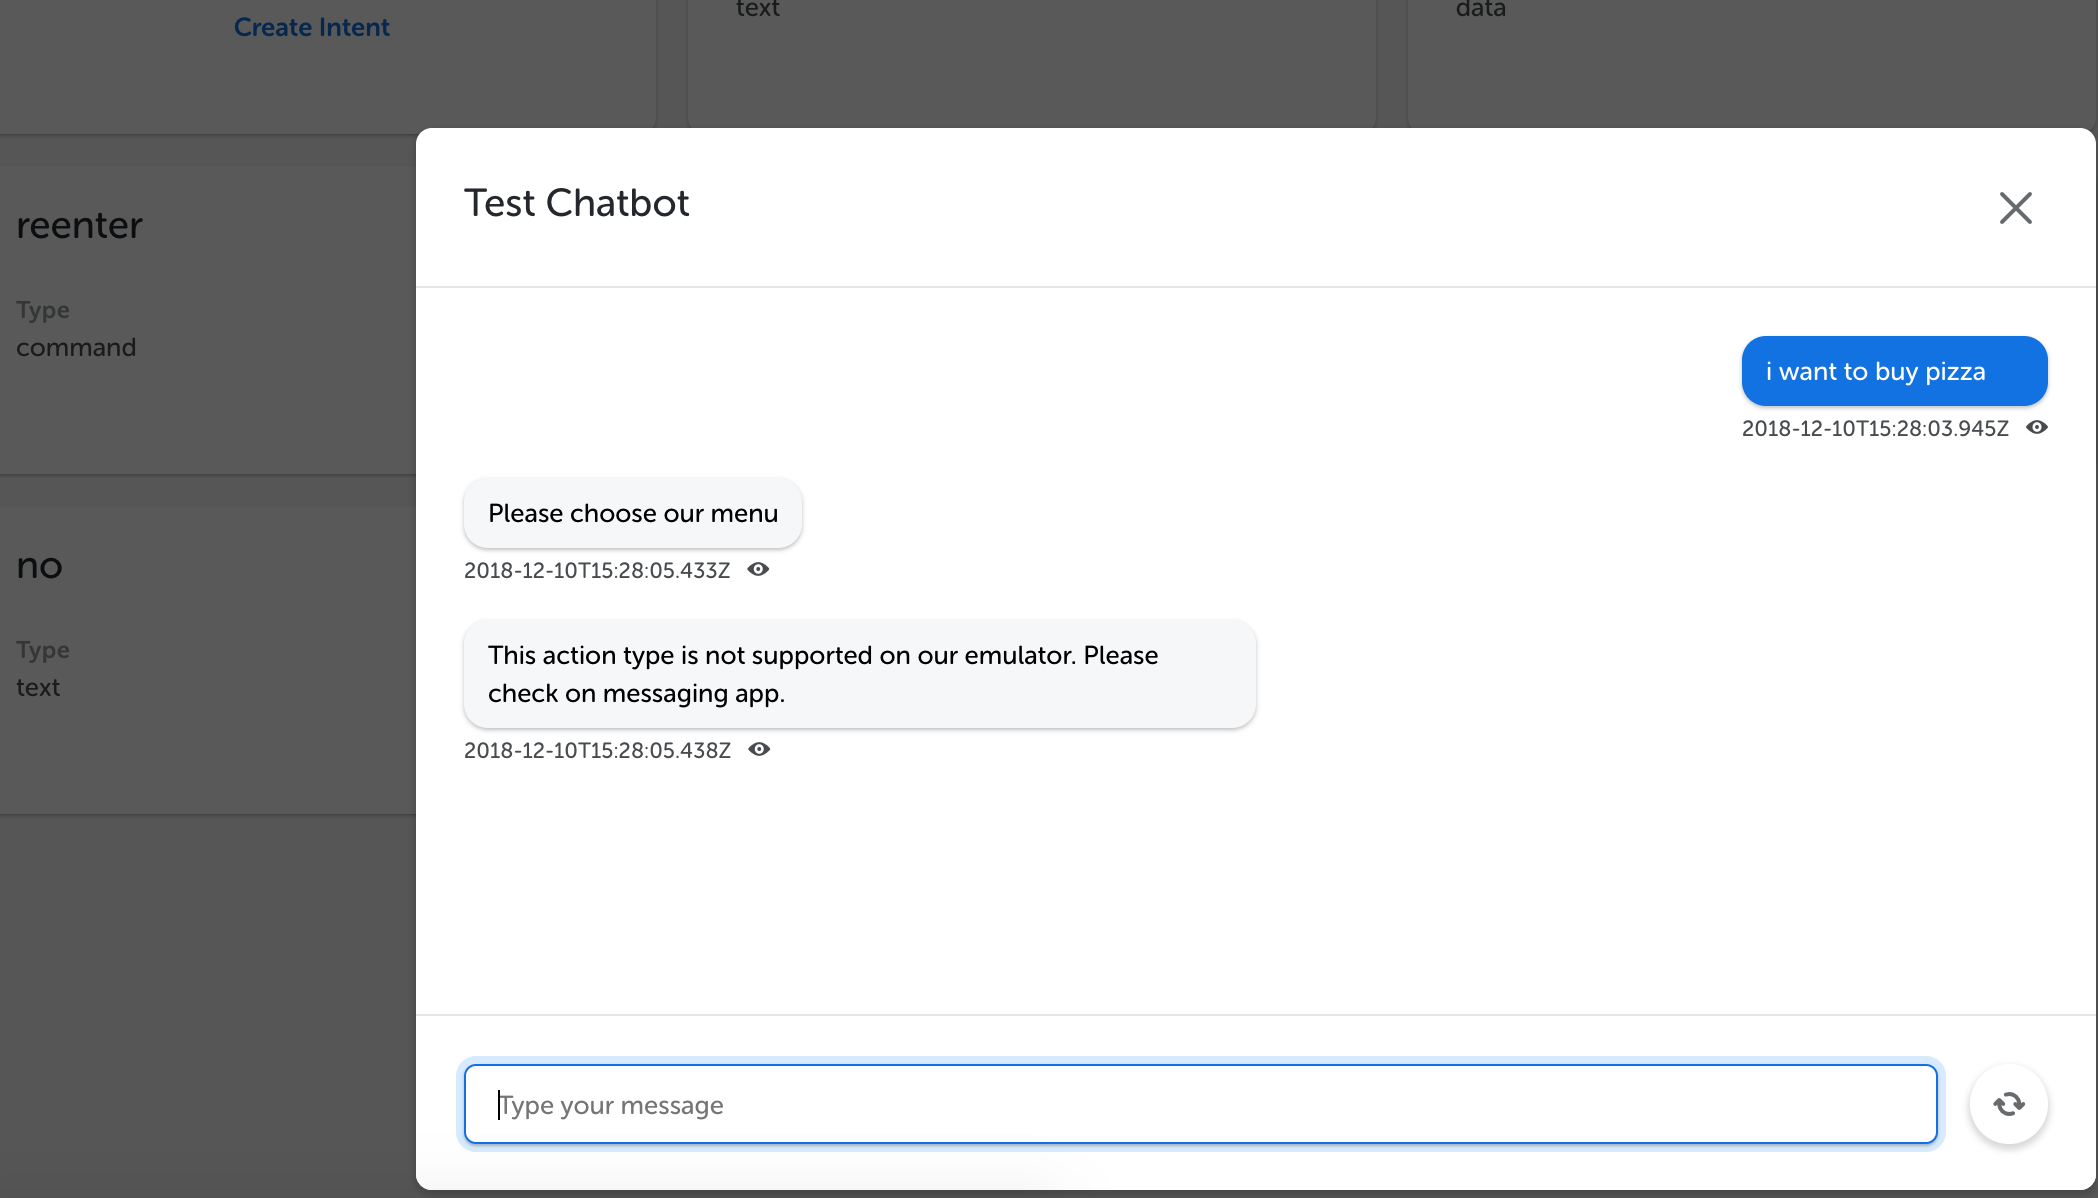 Create Intent
text
data
reenter
Type
command
no
Type
text
Test Chatbot
i want to buy pizza
2018-12-10T15:28:03.945Z
Please choose our menu
2018-12-10T15:28:05.433Z
This action type is not supported on our emulator. Please
check on messaging app.
2018-12-10T15:28:05.438Z
Type your message